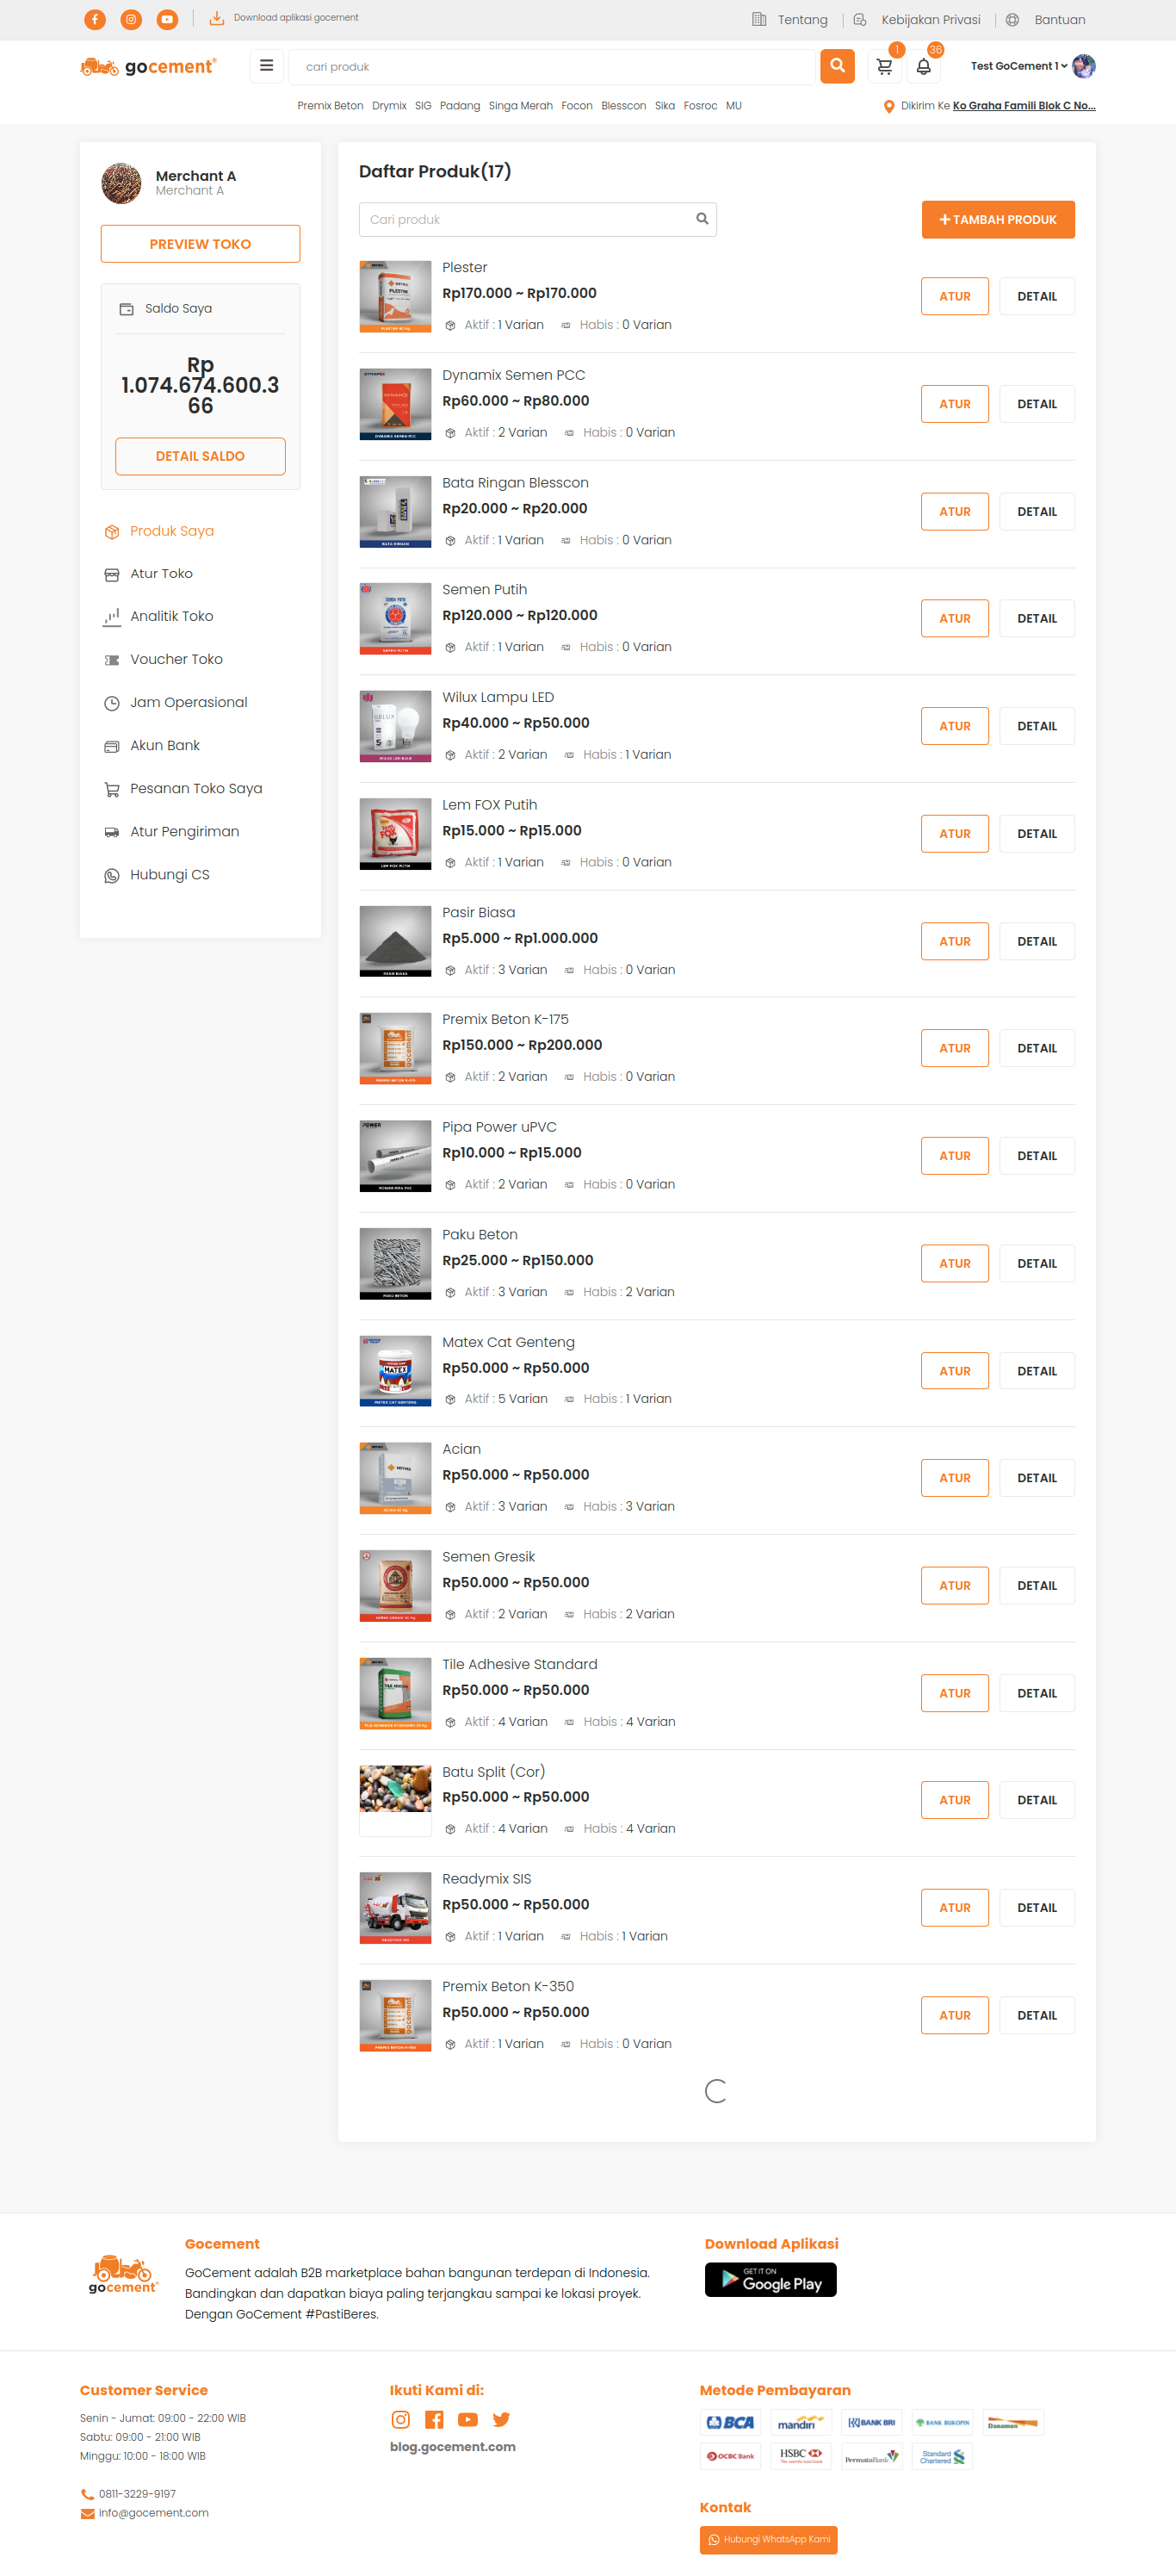 Download aplikasi gocement
Tentang
Kebijakan Privasi
Bantuan
gocement
cari produk
1
36
Test GoCement 1
Premix Beton Drymix SIG Padang Singa Merah Focon Blesscon Sika Fosroc MU
Dikirim Ke Ko Graha Famili Blok C No...
Merchant A
Merchant A
PREVIEW TOKO
Saldo Saya
Rp
1.074.674.600.3
66
DETAIL SALDO
Produk Saya
Atur Toko
Analitik Toko
Voucher Toko
Jam Operasional
Akun Bank
Pesanan Toko Saya
Atur Pengiriman
Hubungi CS
Daftar Produk(17)
Cari produk
TAMBAH PRODUK
Plester
Rp170.000 ~ Rp170.000
Aktif : 1 Varian Habis : 0 Varian
ATUR DETAIL
Dynamix Semen PCC
Rp60.000 ~ Rp80.000
Aktif : 2 Varian Habis : 0 Varian
ATUR DETAIL
Bata Ringan Blesscon
Rp20.000 ~ Rp20.000
Aktif : 1 Varian Habis : 0 Varian
ATUR DETAIL
Semen Putih
Rp120.000 ~ Rp120.000
Aktif : 1 Varian Habis : 0 Varian
ATUR DETAIL
Wilux Lampu LED
Rp40.000 ~ Rp50.000
Aktif : 2 Varian Habis : 1 Varian
ATUR DETAIL
Lem FOX Putih
Rp15.000 ~ Rp15.000
Aktif : 1 Varian Habis : 0 Varian
ATUR DETAIL
Pasir Biasa
Rp5.000 ~ Rp1.000.000
Aktif : 3 Varian Habis : 0 Varian
ATUR DETAIL
Premix Beton K-175
Rp150.000 ~ Rp200.000
Aktif : 2 Varian Habis : 0 Varian
ATUR DETAIL
Pipa Power uPVC
Rp10.000 ~ Rp15.000
Aktif : 2 Varian Habis : 0 Varian
ATUR DETAIL
Paku Beton
Rp25.000 ~ Rp150.000
Aktif : 3 Varian Habis : 2 Varian
ATUR DETAIL
Matex Cat Genteng
Rp50.000 ~ Rp50.000
Aktif : 5 Varian Habis : 1 Varian
ATUR DETAIL
Acian
Rp50.000 ~ Rp50.000
Aktif : 3 Varian Habis : 3 Varian
ATUR DETAIL
Semen Gresik
Rp50.000 ~ Rp50.000
Aktif : 2 Varian Habis : 2 Varian
ATUR DETAIL
Tile Adhesive Standard
Rp50.000 ~ Rp50.000
Aktif : 4 Varian Habis : 4 Varian
ATUR DETAIL
Batu Split (Cor)
Rp50.000 ~ Rp50.000
Aktif : 4 Varian Habis : 4 Varian
ATUR DETAIL
Readymix SIS
Rp50.000 ~ Rp50.000
Aktif : 1 Varian Habis : 1 Varian
ATUR DETAIL
Premix Beton K-350
Rp50.000 ~ Rp50.000
Aktif : 1 Varian Habis : 0 Varian
ATUR DETAIL
gocement
Gocement
GoCement adalah B2B marketplace bahan bangunan terdepan di Indonesia.
Bandingkan dan dapatkan biaya paling terjangkau sampai ke lokasi proyek.
Dengan GoCement #PastiBeres.
Download Aplikasi
GET IT ON
Google Play
Customer Service
Senin - Jumat: 09:00 - 22:00 WIB
Sabtu: 09:00 - 21:00 WIB
Minggu: 10:00 - 18:00 WIB
0811-3229-9197
info@gocement.com
Ikuti Kami di:
blog.gocement.com
Metode Pembayaran
BCA mandiri BANK BRI BANK BUKOPIN Danamon
OCBC Bank HSBC PermataBank Standard Chartered
Kontak
Hubungi WhatsApp Kami